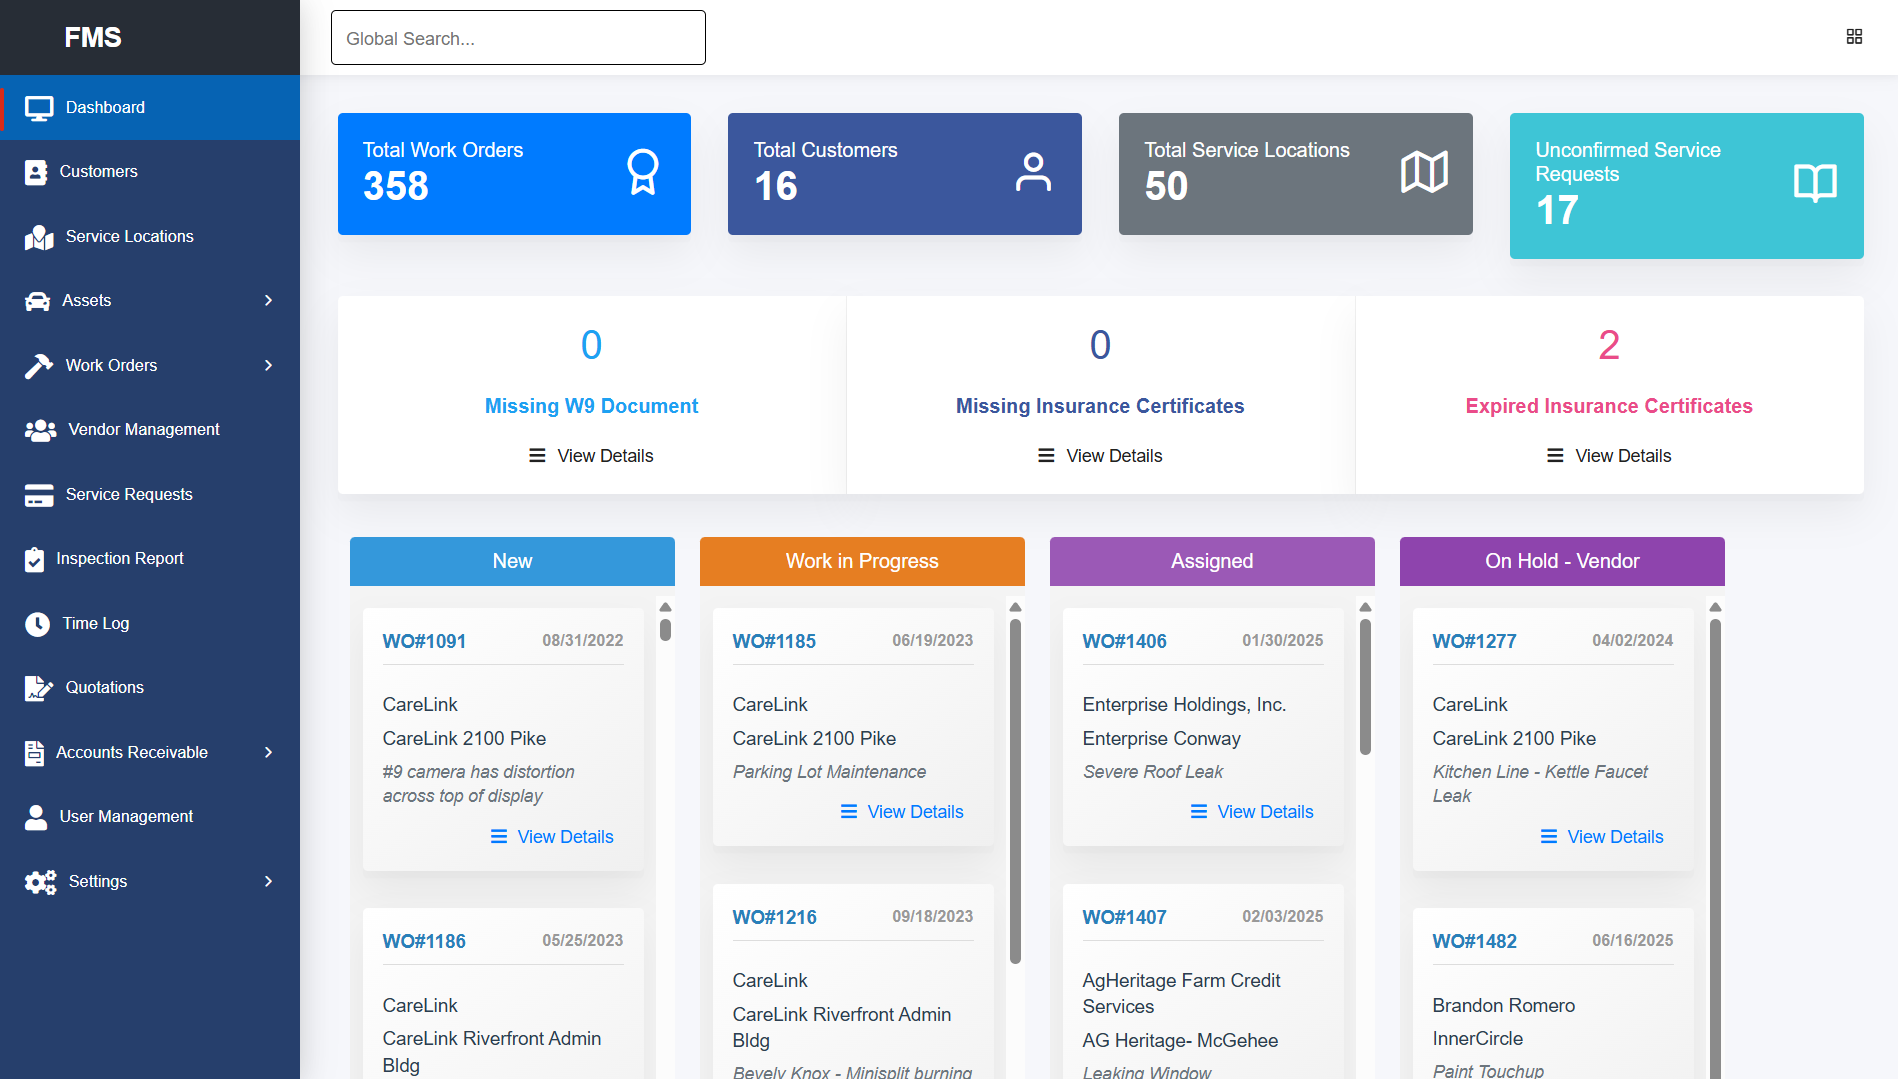 FMS
Global Search...
Dashboard
Customers
Service Locations
Assets
Work Orders
Vendor Management
Service Requests
Inspection Report
Time Log
Quotations
Accounts Receivable
User Management
Settings
Total Work Orders
358
Total Customers
16
Total Service Locations
50
Unconfirmed Service
Requests
17
0
Missing W9 Document
View Details
0
Missing Insurance Certificates
View Details
2
Expired Insurance Certificates
View Details
New
WO#1091 08/31/2022
CareLink
CareLink 2100 Pike
#9 camera has distortion
across top of display
View Details
WO#1186 05/25/2023
CareLink
CareLink Riverfront Admin
Bldg
Work in Progress
WO#1185 06/19/2023
CareLink
CareLink 2100 Pike
Parking Lot Maintenance
View Details
WO#1216 09/18/2023
CareLink
CareLink Riverfront Admin
Bldg
Bevely Knox - Minisplit burning
Assigned
WO#1406 01/30/2025
Enterprise Holdings, Inc.
Enterprise Conway
Severe Roof Leak
View Details
WO#1407 02/03/2025
AgHeritage Farm Credit
Services
AG Heritage- McGehee
Leaking Window
On Hold - Vendor
WO#1277 04/02/2024
CareLink
CareLink 2100 Pike
Kitchen Line - Kettle Faucet
Leak
View Details
WO#1482 06/16/2025
Brandon Romero
InnerCircle
Paint Touchup